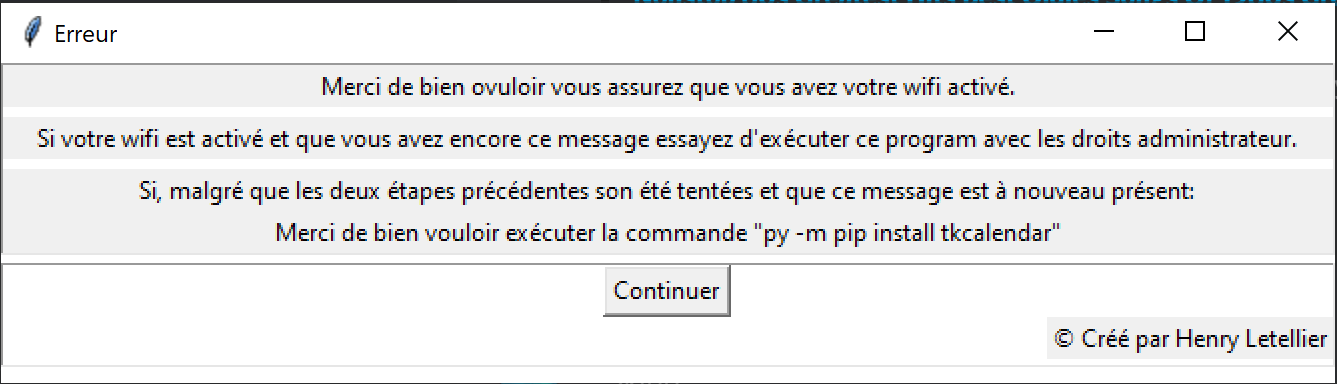 Erreur
Merci de bien ovuloir vous assurez que vous avez votre wifi activé.
Si votre wifi est activé et que vous avez encore ce message essayez d'exécuter ce program avec les droits administrateur.
Si, malgré que les deux étapes précédentes son été tentées et que ce message est à nouveau présent:
Merci de bien vouloir exécuter la commande "py -m pip install tkcalendar"
Continuer
© Créé par Henry Letellier